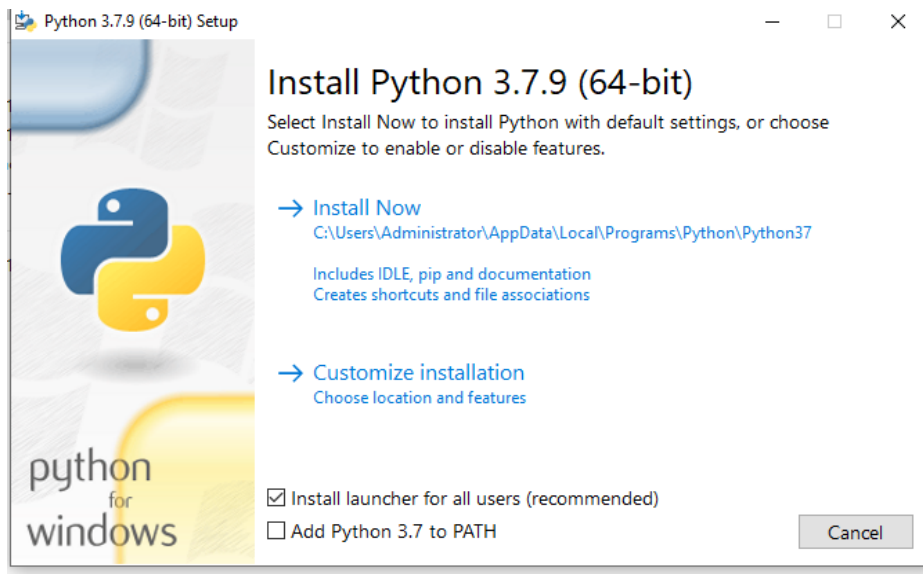 Python 3.7.9 (64-bit) Setup
Install Python 3.7.9 (64-bit)
Select Install Now to install Python with default settings, or choose
Customize to enable or disable features.
Install Now
C:\Users\Administrator\AppData\Local\Programs\Python\Python37
Includes IDLE, pip and documentation
Creates shortcuts and file associations
Customize installation
Choose location and features
python
for
windows
Install launcher for all users (recommended)
Add Python 3.7 to PATH
Cancel